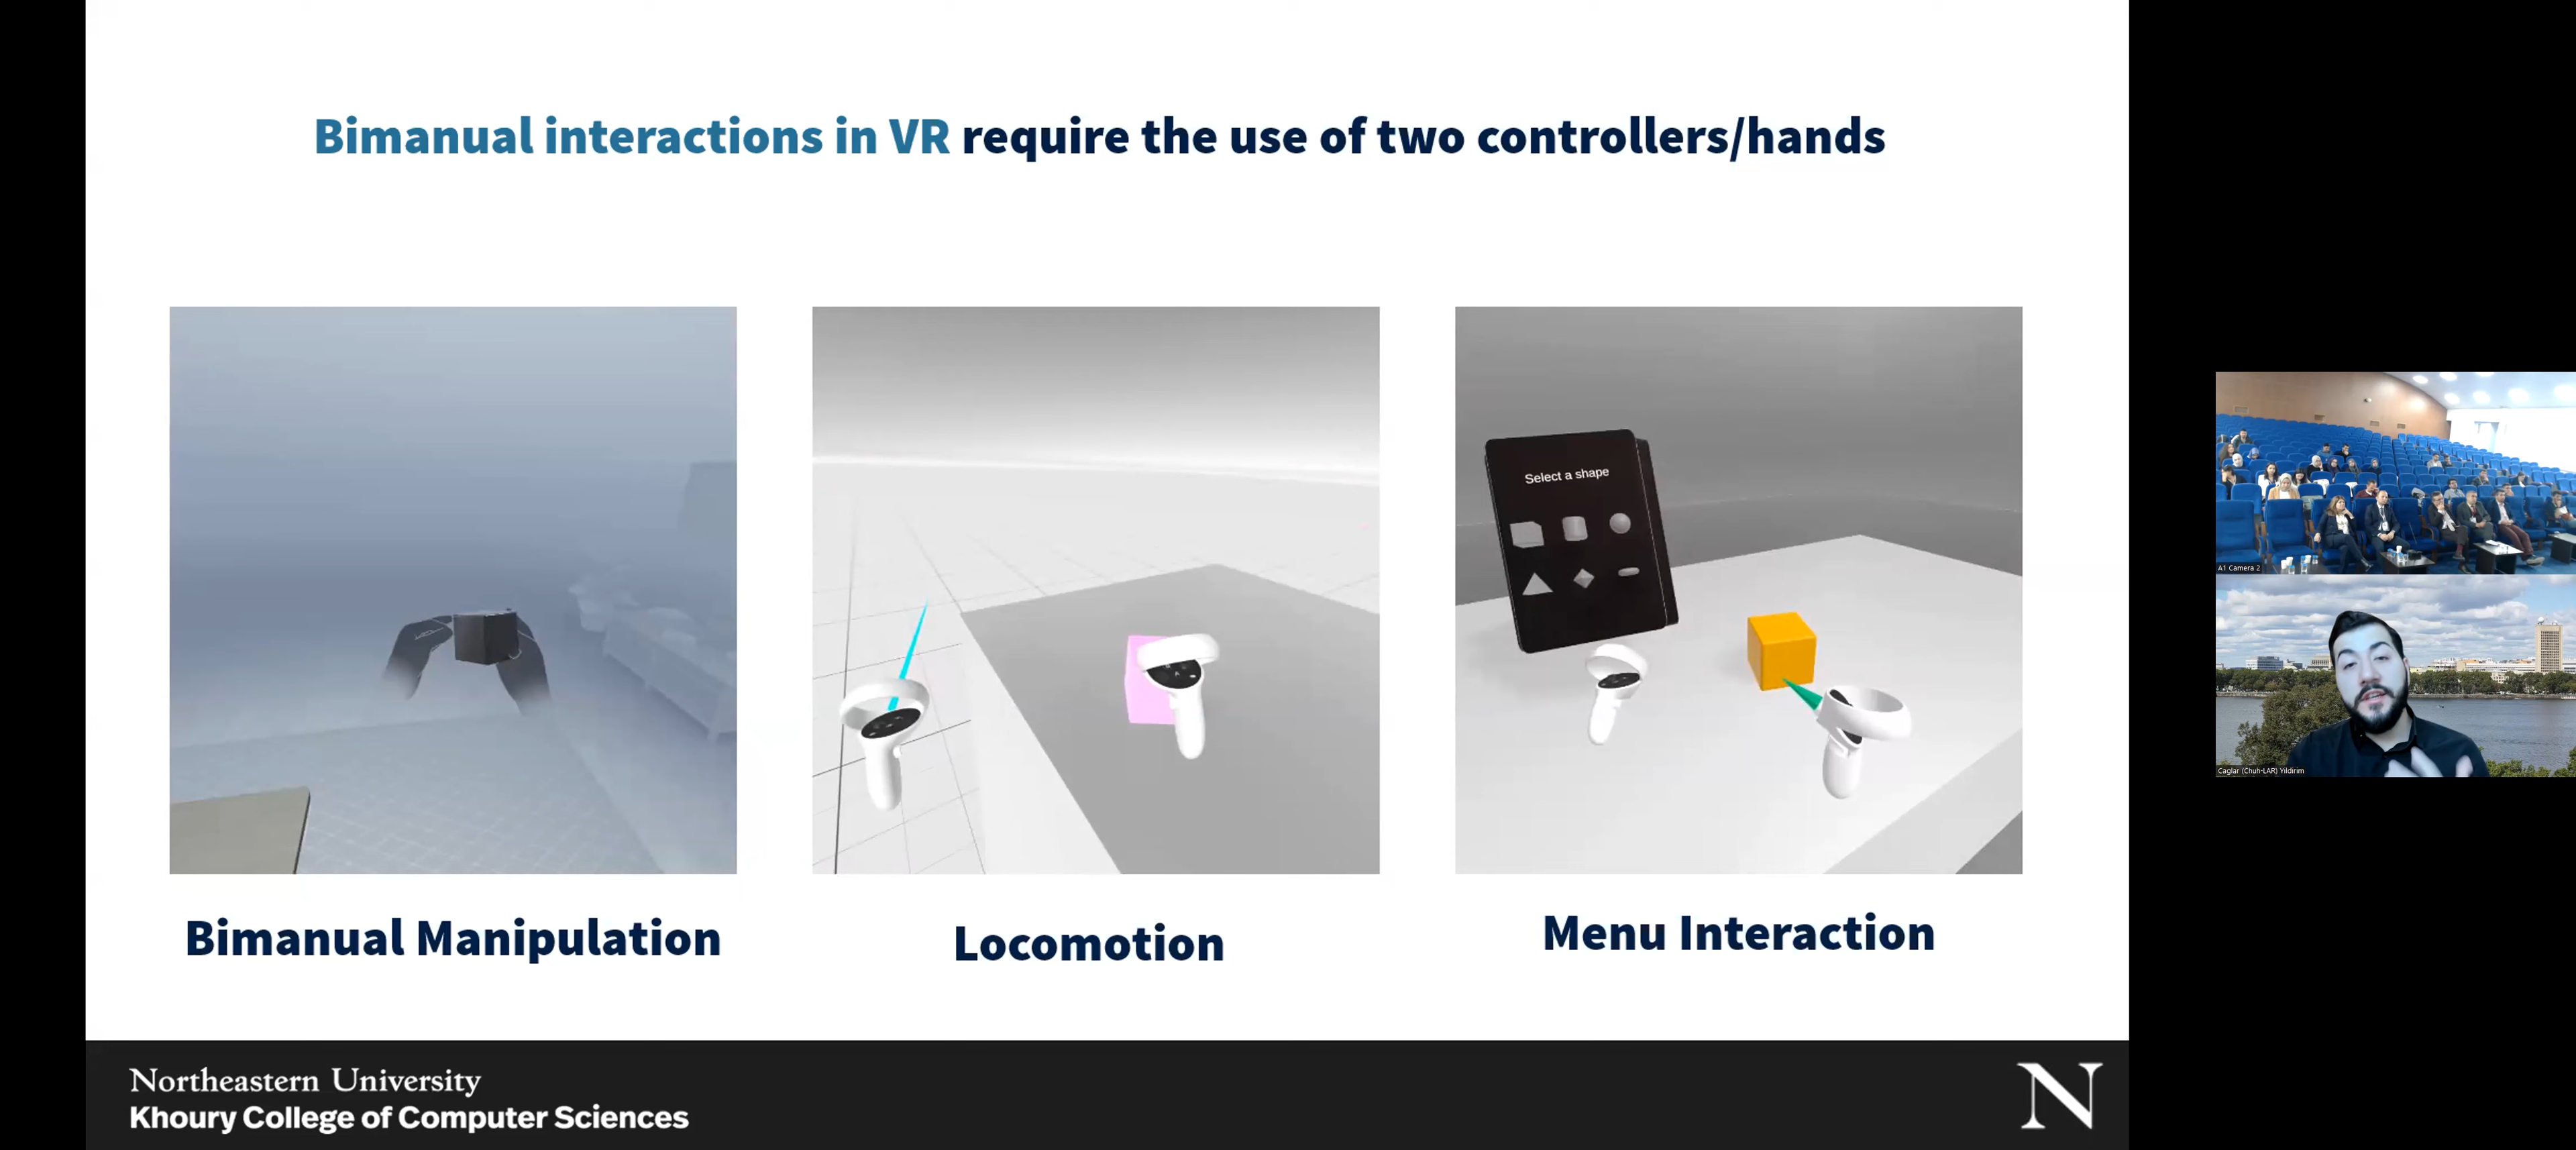 Bimanual interactions in VR require the use of two controllers/hands
Select a shape
Bimanual Manipulation
Locomotion
Menu Interaction
Northeastern University
Khoury College of Computer Sciences
N
A1 Camera 2
Caglar (Chuh-LAR) Yildirim